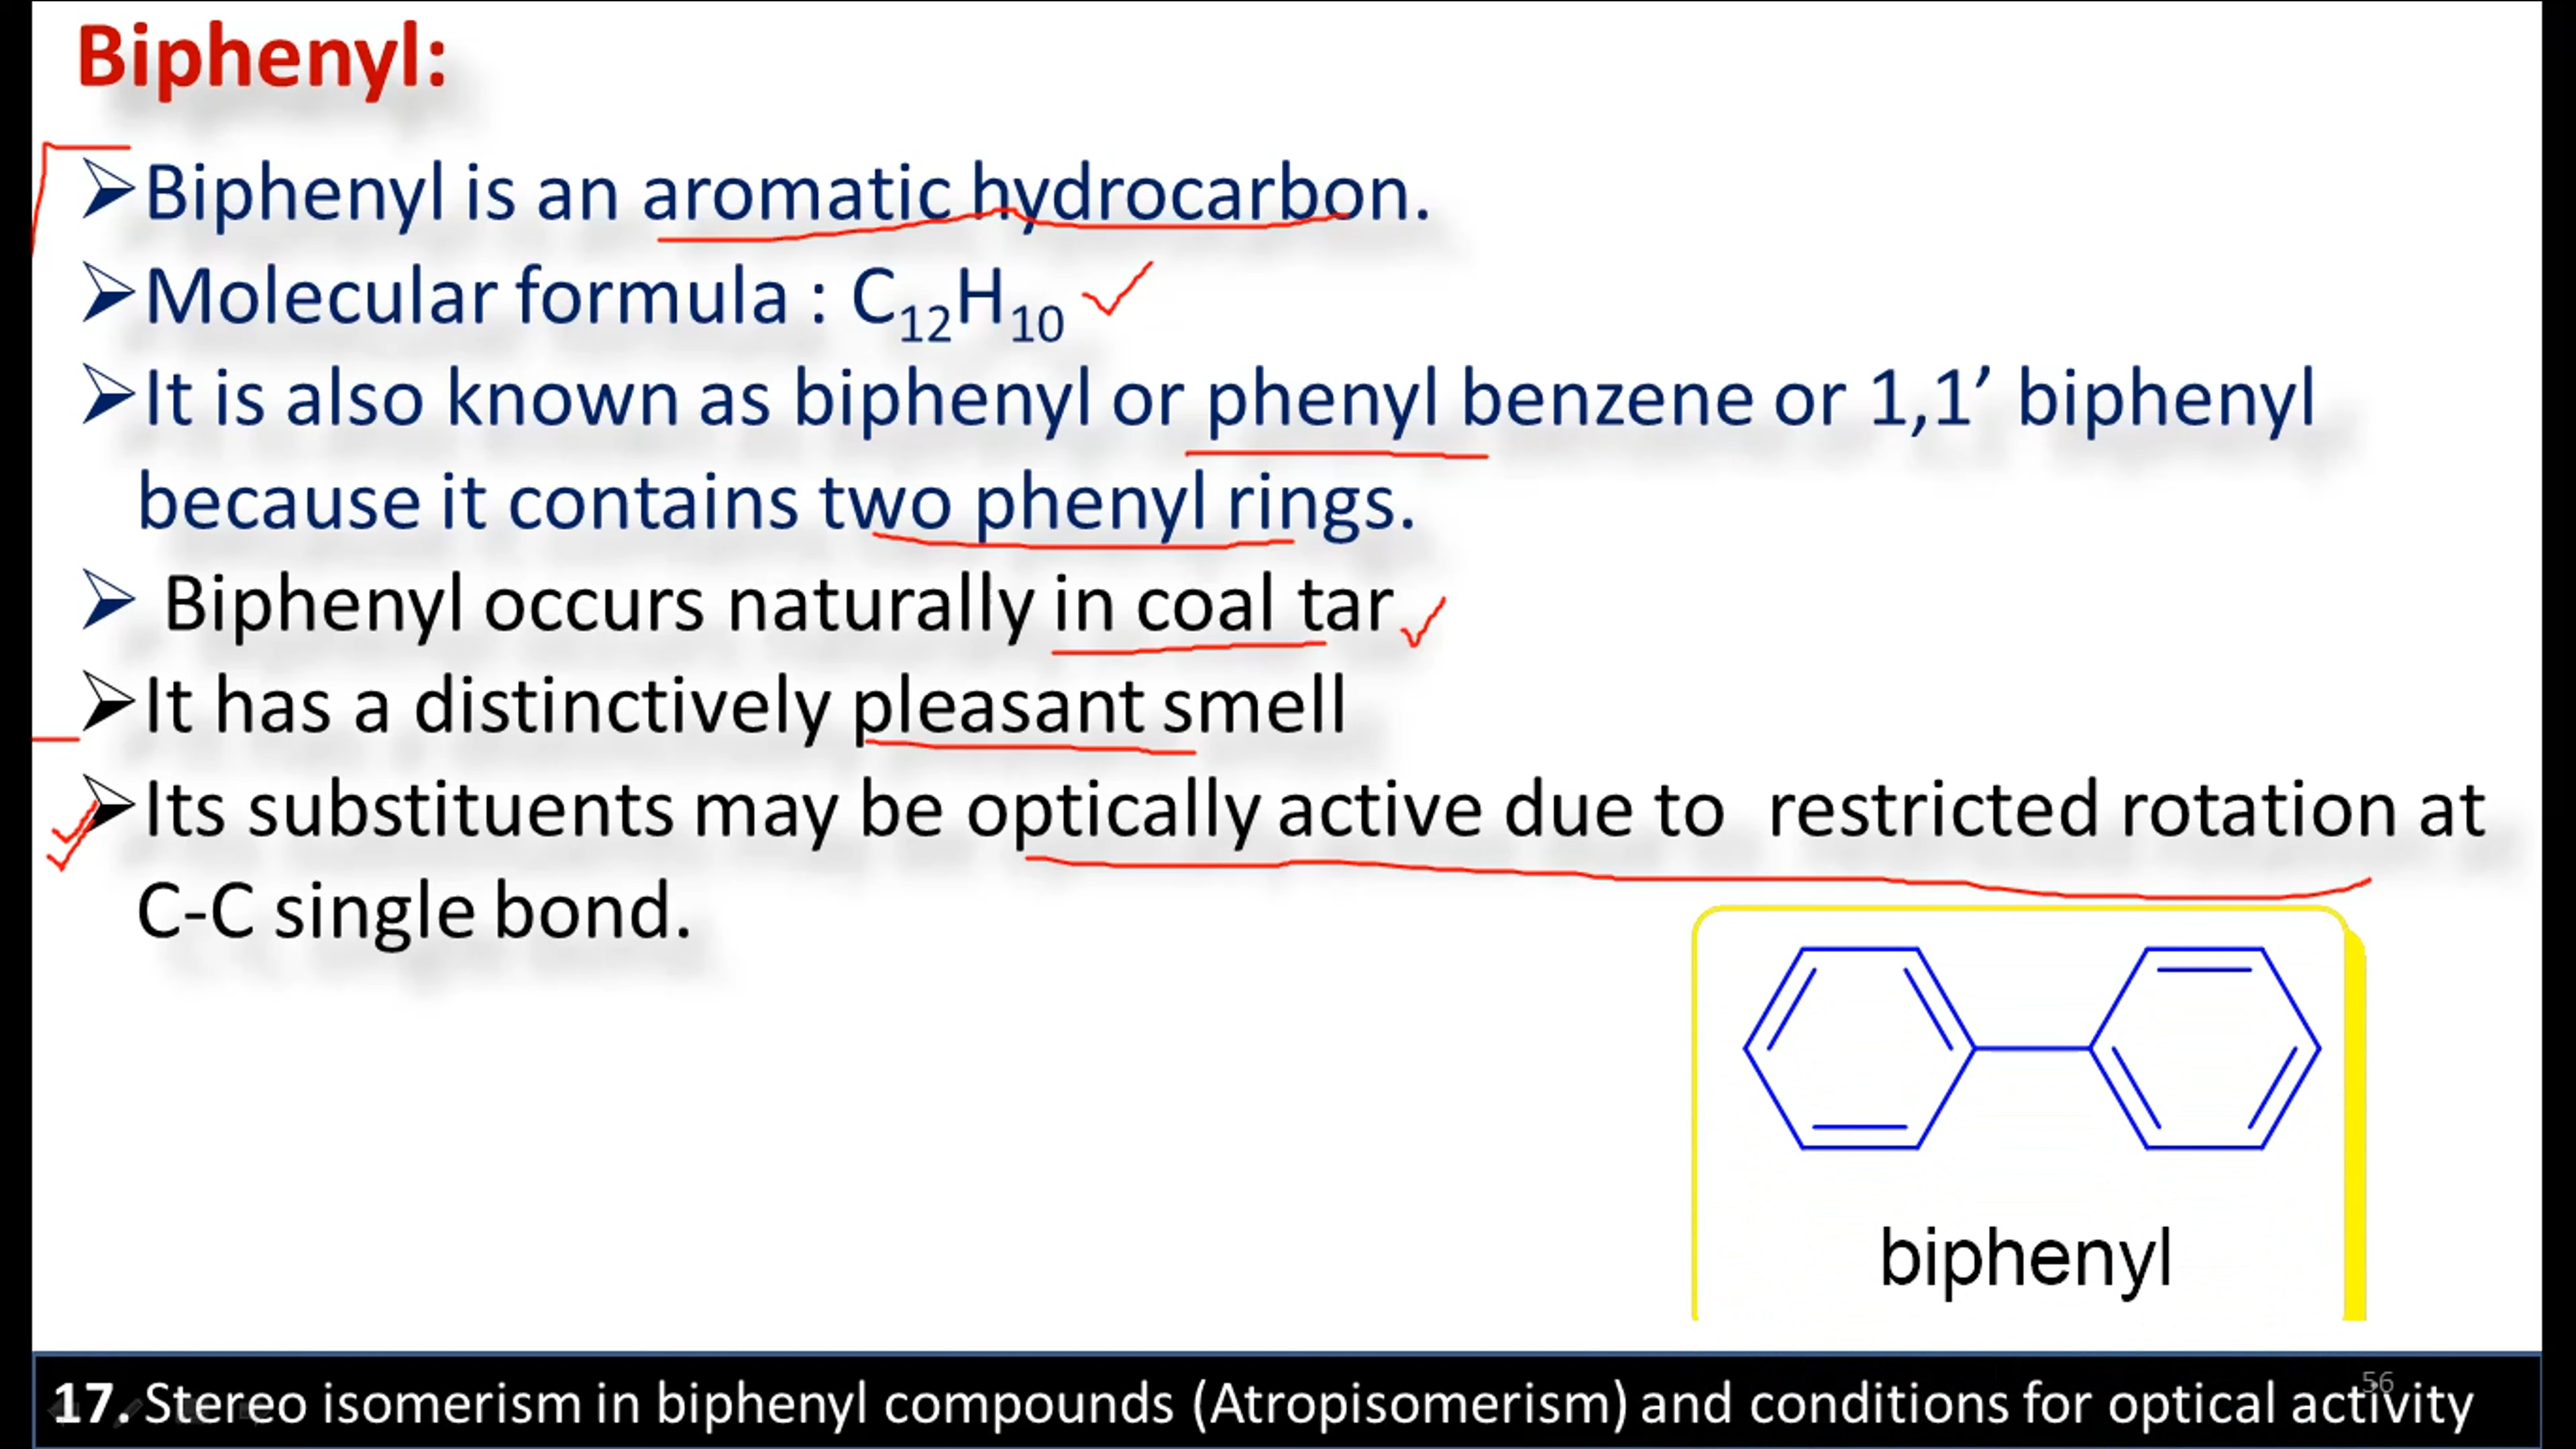 Biphenyl:
➢Biphenyl is an aromatic hydrocarbon.
➢Molecular formula : C₁₂H₁₀
➢It is also known as biphenyl or phenyl benzene or 1,1’ biphenyl
because it contains two phenyl rings.
➢ Biphenyl occurs naturally in coal tar
➢It has a distinctively pleasant smell
➢Its substituents may be optically active due to restricted rotation at
C-C single bond.
biphenyl
56
17. Stereo isomerism in biphenyl compounds (Atropisomerism) and conditions for optical activity